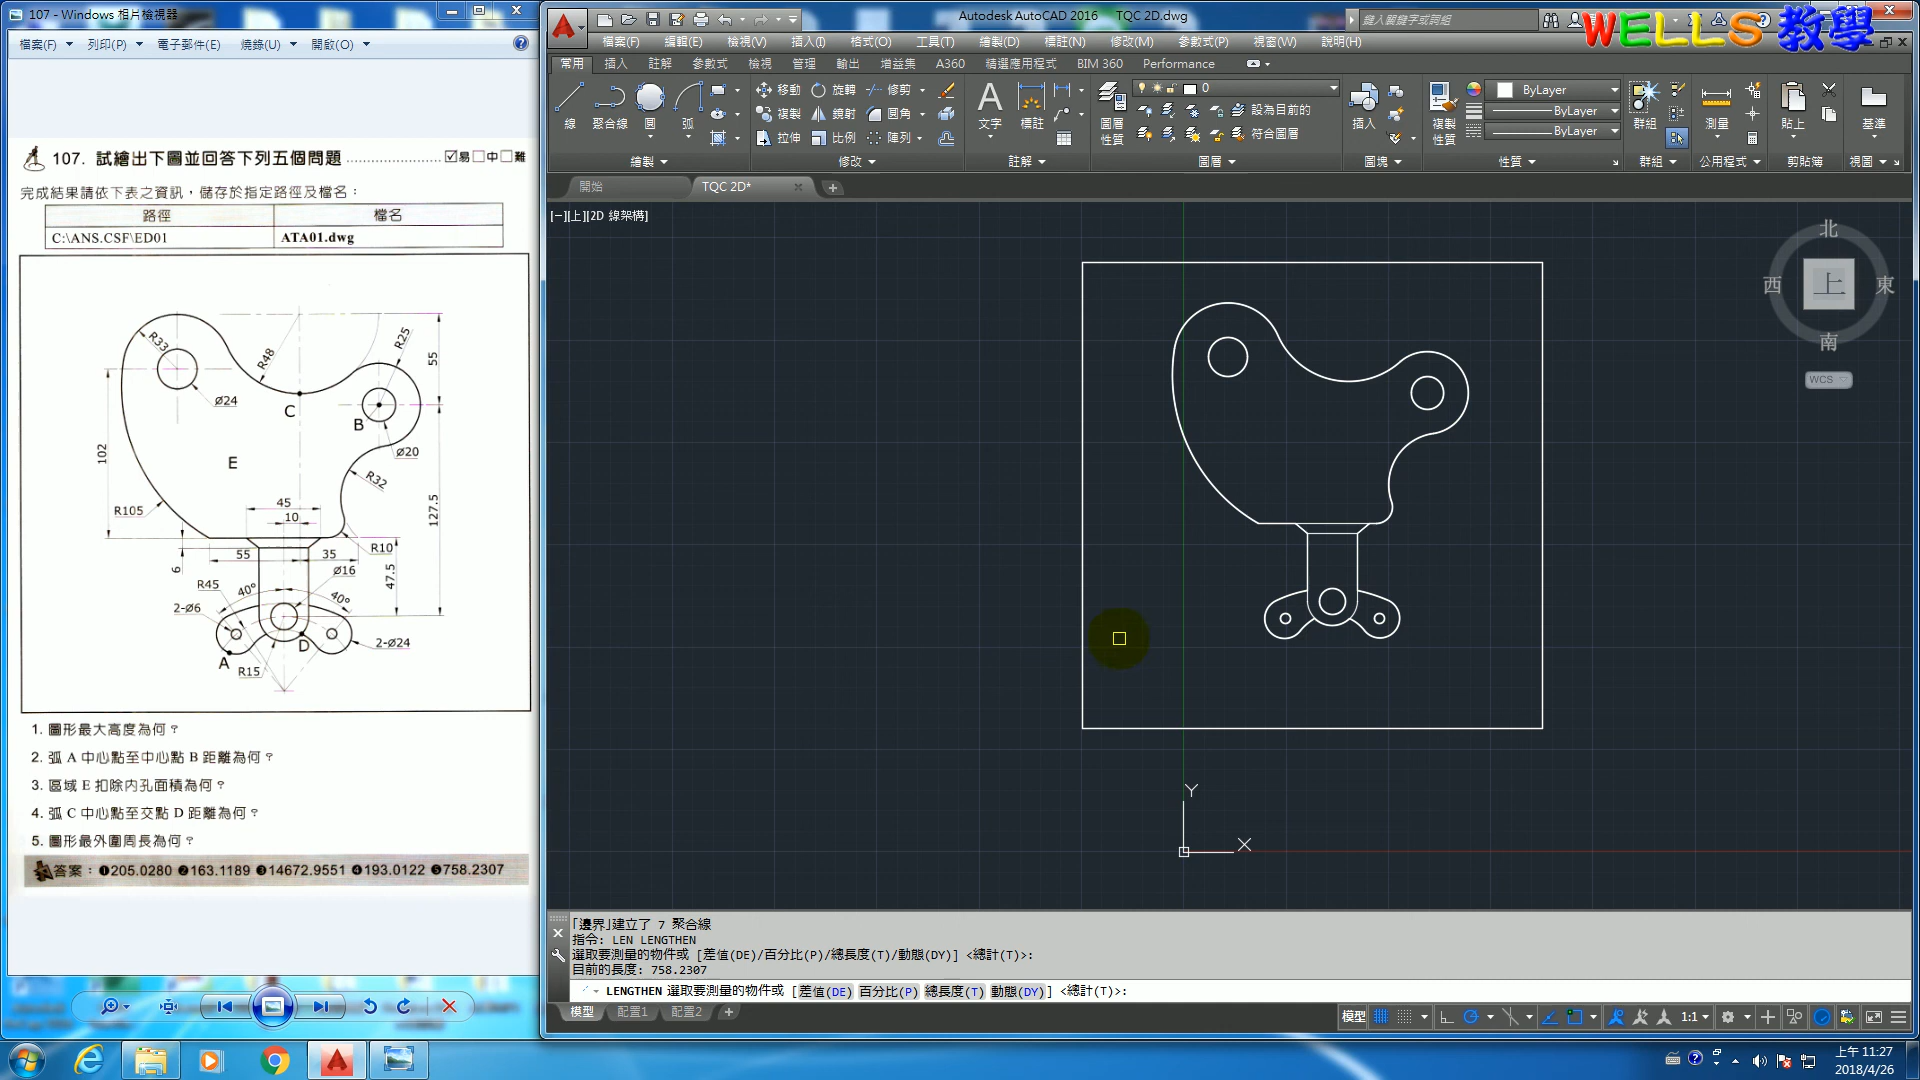 107 - Windows 相片檢視器
檔案(F) 列印(P) 電子郵件(E) 燒錄(U) 開啟(O)
107. 試繪出下圖並回答下列五個問題 易 中 難
完成結果請依下表之資訊，儲存於指定路徑及檔名：
路徑 檔名
C:\ANS.CSF\ED01 ATA01.dwg
R33
R48
R25
55
Ø24
C
B
102
E
Ø20
R32
45
R105
10
127.5
R10
55
35
6
Ø16
47.5
R45
40°
40°
2-Ø6
D
2-Ø24
A
R15
1. 圖形最大高度為何？
2. 弧 A 中心點至中心點 B 距離為何？
3. 區域 E 扣除內孔面積為何？
4. 弧 C 中心點至交點 D 距離為何？
5. 圖形最外圍周長為何？
答案：❶205.0280 ❷163.1189 ❸14672.9551 ❹193.0122 ❺758.2307
Autodesk AutoCAD 2016 TQC 2D.dwg
鍵入關鍵字或詞組
WELLS 教學
檔案(F) 編輯(E) 檢視(V) 插入(I) 格式(O) 工具(T) 繪製(D) 標註(N) 修改(M) 參數式(P) 視窗(W) 說明(H)
常用 插入 註解 參數式 檢視 管理 輸出 增益集 A360 精選應用程式 BIM 360 Performance
線 聚合線 圓 弧
移動 旋轉 修剪
複製 鏡射 圓角
拉伸 比例 陣列
文字 標註
圖層性質
0
設為目前的
符合圖層
插入
複製性質
ByLayer
ByLayer
ByLayer
群組 測量 貼上 基準
繪製 修改 註解 圖層 圖塊 性質 群組 公用程式 剪貼簿 視圖
開始 TQC 2D*
[−][上][2D 線架構]
北
西 上 東
南
WCS
Y
X
「邊界」建立了 7 聚合線
指令: LEN LENGTHEN
選取要測量的物件或 [差值(DE)/百分比(P)/總長度(T)/動態(DY)] <總計(T)>:
目前的長度: 758.2307
LENGTHEN 選取要測量的物件或 [差值(DE) 百分比(P) 總長度(T) 動態(DY)] <總計(T)>:
模型 配置1 配置2
模型 1:1
上午 11:27
2018/4/26